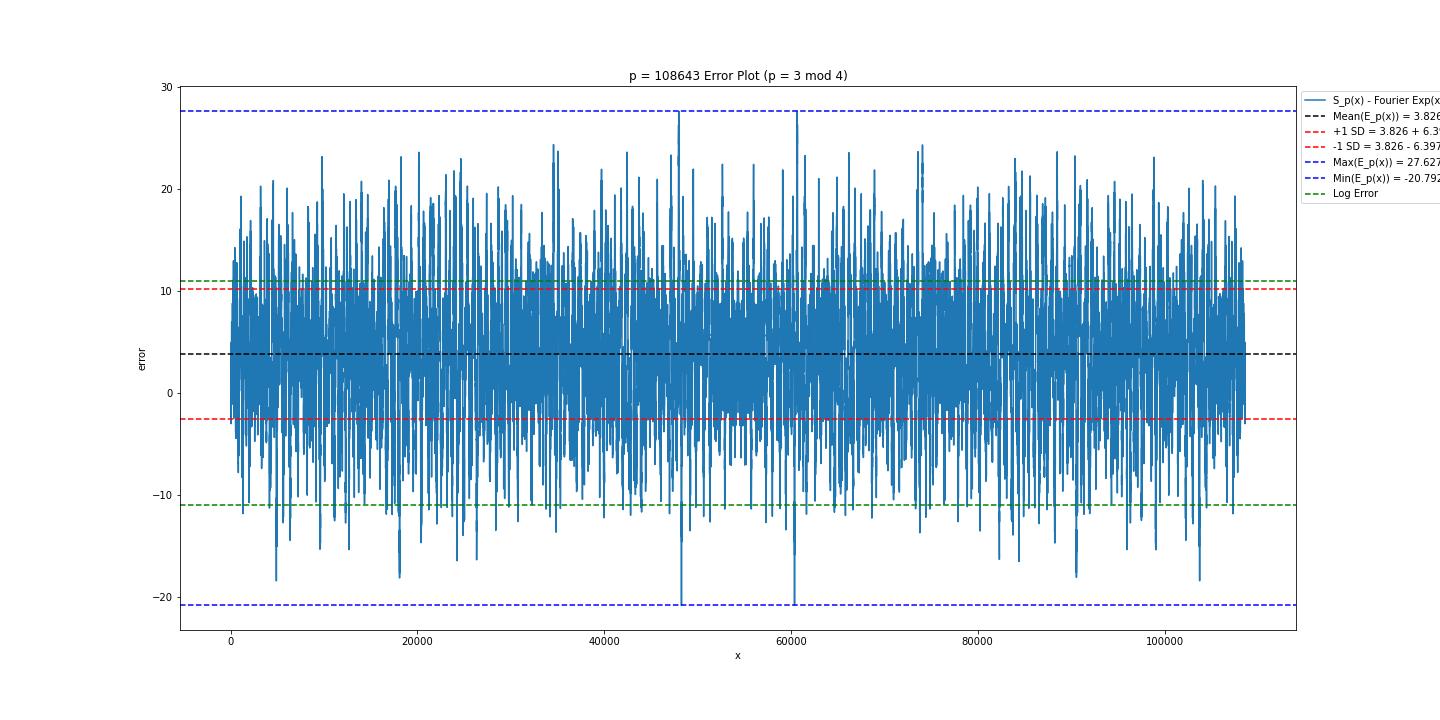 p = 108643 Error Plot (p = 3 mod 4)
30
20
10
0
−10
−20
error
0
20000
40000
60000
80000
100000
x
S_p(x) - Fourier Exp(x
Mean(E_p(x)) = 3.826
+1 SD = 3.826 + 6.39
-1 SD = 3.826 - 6.397
Max(E_p(x)) = 27.627
Min(E_p(x)) = -20.792
Log Error